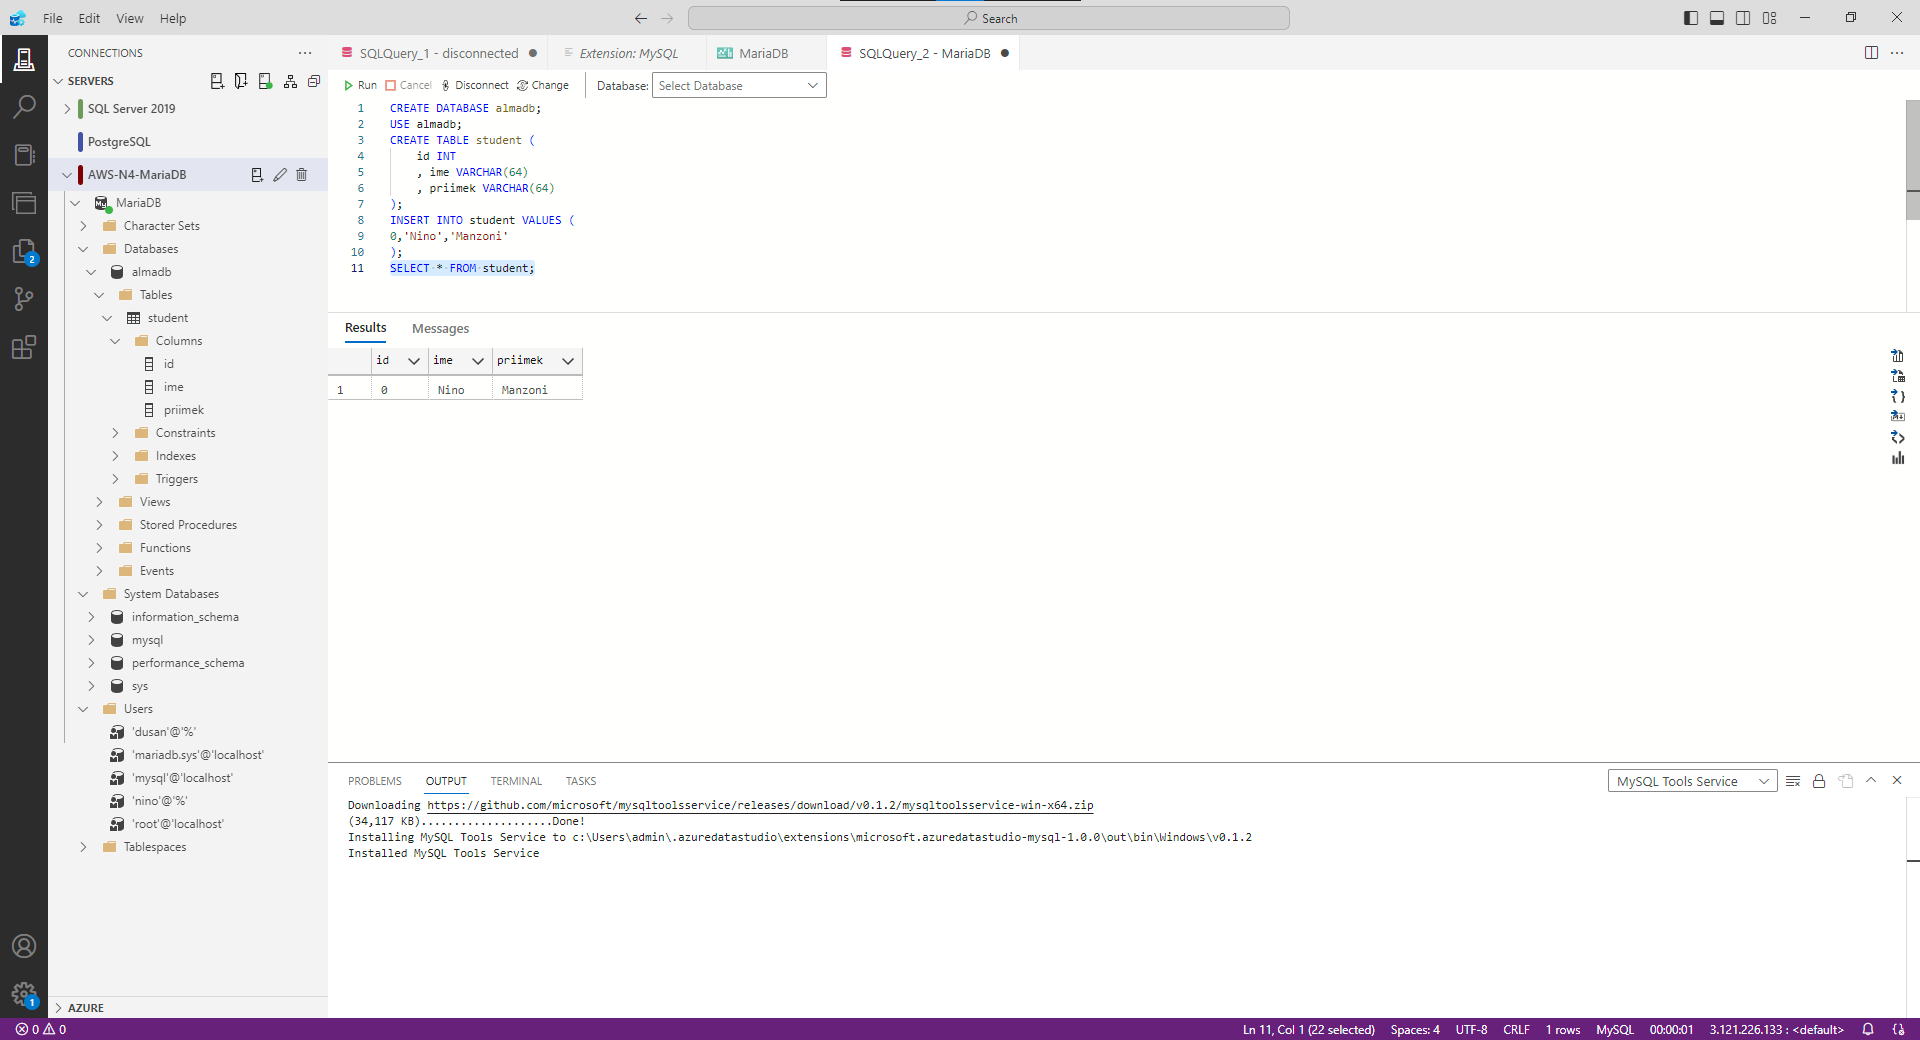 File Edit View Help
Search
CONNECTIONS
SERVERS
SQL Server 2019
PostgreSQL
AWS-N4-MariaDB
MariaDB
Character Sets
Databases
almadb
Tables
student
Columns
id
ime
priimek
Constraints
Indexes
Triggers
Views
Stored Procedures
Functions
Events
System Databases
information_schema
mysql
performance_schema
sys
Users
'dusan'@'%'
'mariadb.sys'@'localhost'
'mysql'@'localhost'
'nino'@'%'
'root'@'localhost'
Tablespaces
AZURE
2
1
SQLQuery_1 - disconnected
Extension: MySQL
MariaDB
SQLQuery_2 - MariaDB
Run Cancel Disconnect Change Database: Select Database
1 CREATE DATABASE almadb;
2 USE almadb;
3 CREATE TABLE student (
4 id INT
5 , ime VARCHAR(64)
6 , priimek VARCHAR(64)
7 );
8 INSERT INTO student VALUES (
9 0,'Nino','Manzoni'
10 );
11 SELECT * FROM student;
Results Messages
id ime priimek
1 0 Nino Manzoni
PROBLEMS OUTPUT TERMINAL TASKS
MySQL Tools Service
Downloading https://github.com/microsoft/mysqltoolsservice/releases/download/v0.1.2/mysqltoolsservice-win-x64.zip
(34,117 KB)....................Done!
Installing MySQL Tools Service to c:\Users\admin\.azuredatastudio\extensions\microsoft.azuredatastudio-mysql-1.0.0\out\bin\Windows\v0.1.2
Installed MySQL Tools Service
0 0
Ln 11, Col 1 (22 selected) Spaces: 4 UTF-8 CRLF 1 rows MySQL 00:00:01 3.121.226.133 : <default>